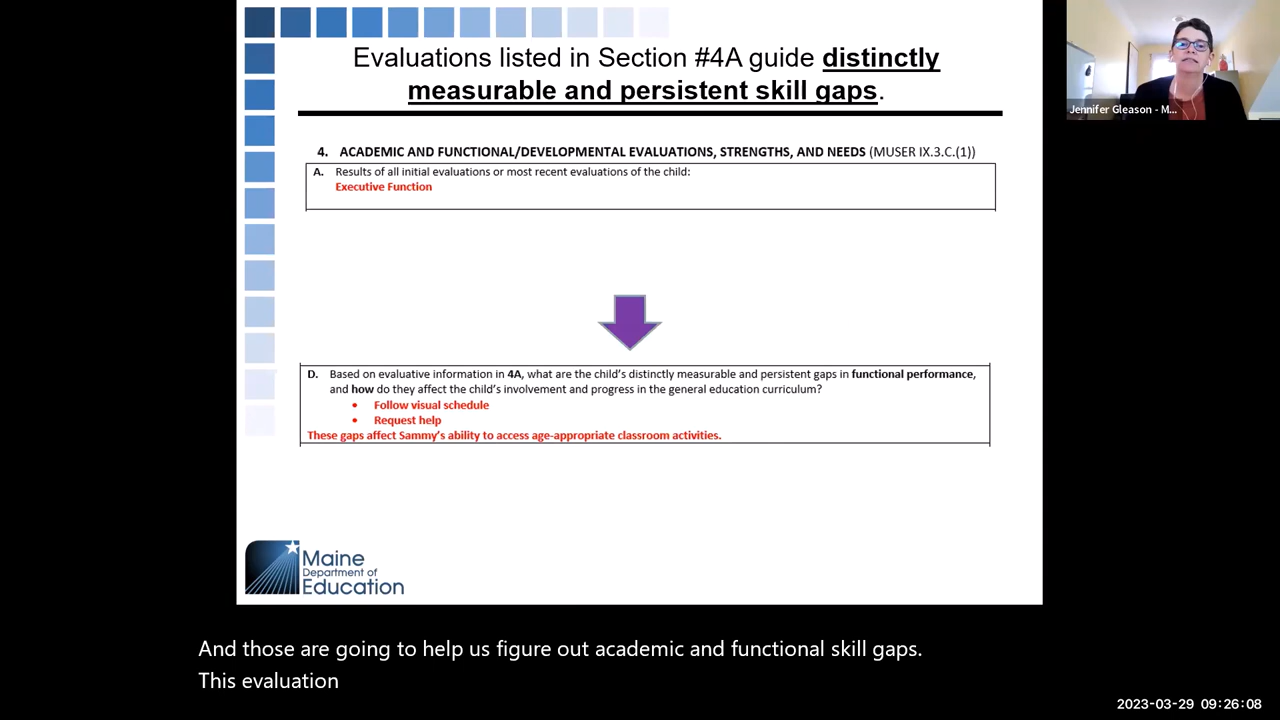 Evaluations listed in Section #4A guide distinctly
measurable and persistent skill gaps.
4. ACADEMIC AND FUNCTIONAL/DEVELOPMENTAL EVALUATIONS, STRENGTHS, AND NEEDS (MUSER IX.3.C.(1))
A. Results of all initial evaluations or most recent evaluations of the child:
Executive Function
D. Based on evaluative information in 4A, what are the child's distinctly measurable and persistent gaps in functional performance,
and how do they affect the child's involvement and progress in the general education curriculum?
• Follow visual schedule
• Request help
These gaps affect Sammy's ability to access age-appropriate classroom activities.
Maine
Department of
Education
Jennifer Gleason - M...
And those are going to help us figure out academic and functional skill gaps.
This evaluation
2023-03-29 09:26:08